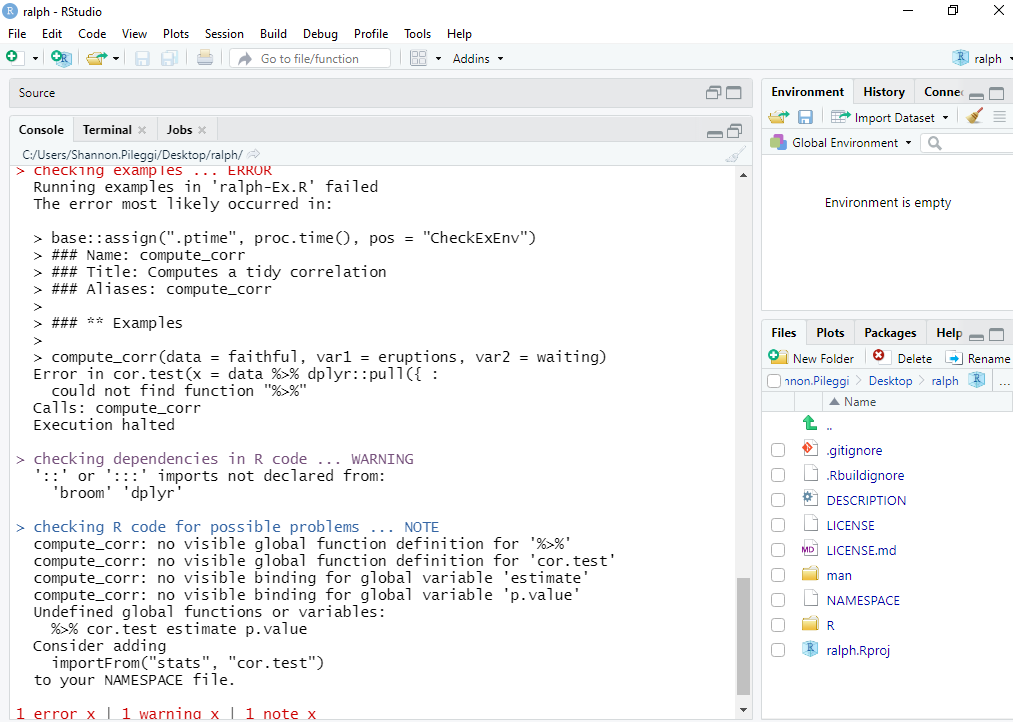 ralph - RStudio
File Edit Code View Plots Session Build Debug Profile Tools Help
Go to file/function Addins ralph
Source
Console Terminal Jobs
C:/Users/Shannon.Pileggi/Desktop/ralph/
> checking examples ... ERROR
Running examples in 'ralph-Ex.R' failed
The error most likely occurred in:
> base::assign(".ptime", proc.time(), pos = "CheckExEnv")
> ### Name: compute_corr
> ### Title: Computes a tidy correlation
> ### Aliases: compute_corr
>
> ### ** Examples
>
> compute_corr(data = faithful, var1 = eruptions, var2 = waiting)
Error in cor.test(x = data %>% dplyr::pull({ :
could not find function "%>%"
Calls: compute_corr
Execution halted
> checking dependencies in R code ... WARNING
'::' or ':::' imports not declared from:
'broom' 'dplyr'
> checking R code for possible problems ... NOTE
compute_corr: no visible global function definition for '%>%'
compute_corr: no visible global function definition for 'cor.test'
compute_corr: no visible binding for global variable 'estimate'
compute_corr: no visible binding for global variable 'p.value'
Undefined global functions or variables:
%>% cor.test estimate p.value
Consider adding
importFrom("stats", "cor.test")
to your NAMESPACE file.
1 error x | 1 warning x | 1 note x
Environment History Connec
Import Dataset
Global Environment
Environment is empty
Files Plots Packages Help
New Folder Delete Rename
nnon.Pileggi Desktop ralph ...
Name
..
.gitignore
.Rbuildignore
DESCRIPTION
LICENSE
LICENSE.md
man
NAMESPACE
R
ralph.Rproj